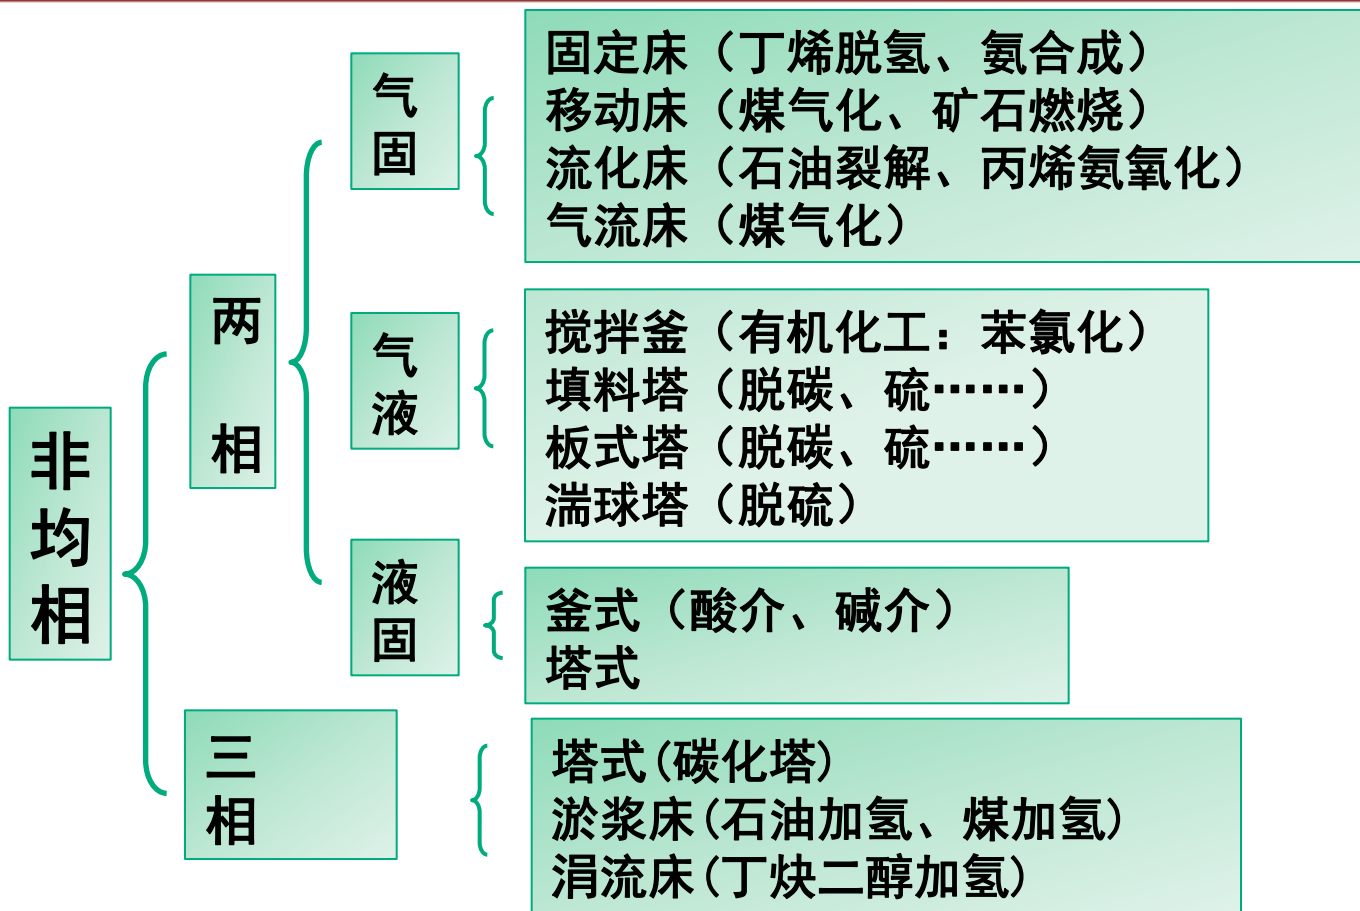 非均相
两相
气固
固定床（丁烯脱氢、氨合成）
移动床（煤气化、矿石燃烧）
流化床（石油裂解、丙烯氨氧化）
气流床（煤气化）
气液
搅拌釜（有机化工：苯氯化）
填料塔（脱碳、硫……）
板式塔（脱碳、硫……）
湍球塔（脱硫）
液固
釜式（酸介、碱介）
塔式
三相
塔式(碳化塔)
淤浆床(石油加氢、煤加氢)
涓流床(丁炔二醇加氢)